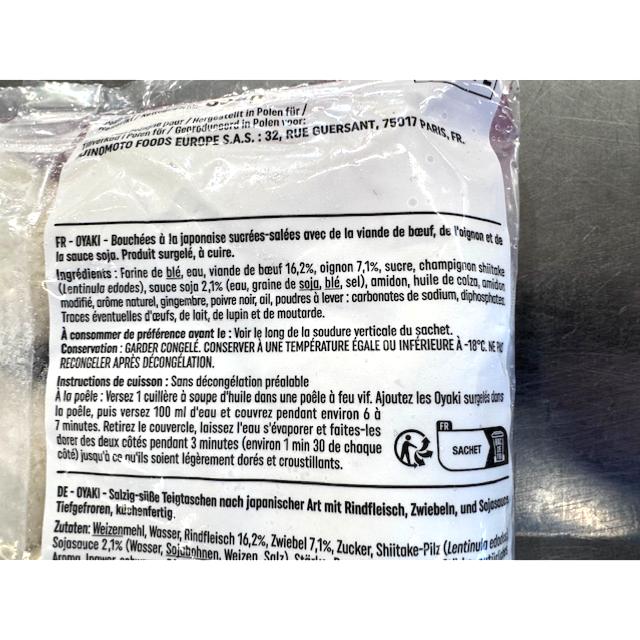 Hergestellt in Polen für /
in Polen voor:
AJINOMOTO FOODS EUROPE S.A.S. : 32, RUE GUERSANT, 75017 PARIS, FR.
FR - OYAKI - Bouchées à la japonaise sucrées-salées avec de la viande de bœuf, de l'oignon et de
la sauce soja. Produit surgelé, à cuire.
Ingrédients : Farine de blé, eau, viande de bœuf 16,2%, oignon 7,1%, sucre, champignon shiitake
(Lentinula edodes), sauce soja 2,1% (eau, graine de soja, blé, sel), amidon, huile de colza, amidon
modifié, arôme naturel, gingembre, poivre noir, ail, poudres à lever : carbonates de sodium, diphosphates.
Traces éventuelles d'œufs, de lait, de lupin et de moutarde.
À consommer de préférence avant le : Voir le long de la soudure verticale du sachet.
Conservation : GARDER CONGELÉ. CONSERVER À UNE TEMPÉRATURE ÉGALE OU INFÉRIEURE À -18°C. NE PAS
RECONGELER APRÈS DÉCONGÉLATION.
Instructions de cuisson : Sans décongélation préalable
À la poêle : Versez 1 cuillère à soupe d'huile dans une poêle à feu vif. Ajoutez les Oyaki surgelés dans
la poêle, puis versez 100 ml d'eau et couvrez pendant environ 6 à
7 minutes. Retirez le couvercle, laissez l'eau s'évaporer et faites-les
dorer des deux côtés pendant 3 minutes (environ 1 min 30 de chaque
côté) jusqu'à ce qu'ils soient légèrement dorés et croustillants.
FR
SACHET
DE - OYAKI - Salzig-süße Teigtaschen nach japanischer Art mit Rindfleisch, Zwiebeln, und Sojasauce.
Tiefgefroren, küchenfertig.
Zutaten: Weizenmehl, Wasser, Rindfleisch 16,2%, Zwiebel 7,1%, Zucker, Shiitake-Pilz (Lentinula edodes),
Sojasauce 2,1% (Wasser, Sojabohnen, Weizen, Salz),